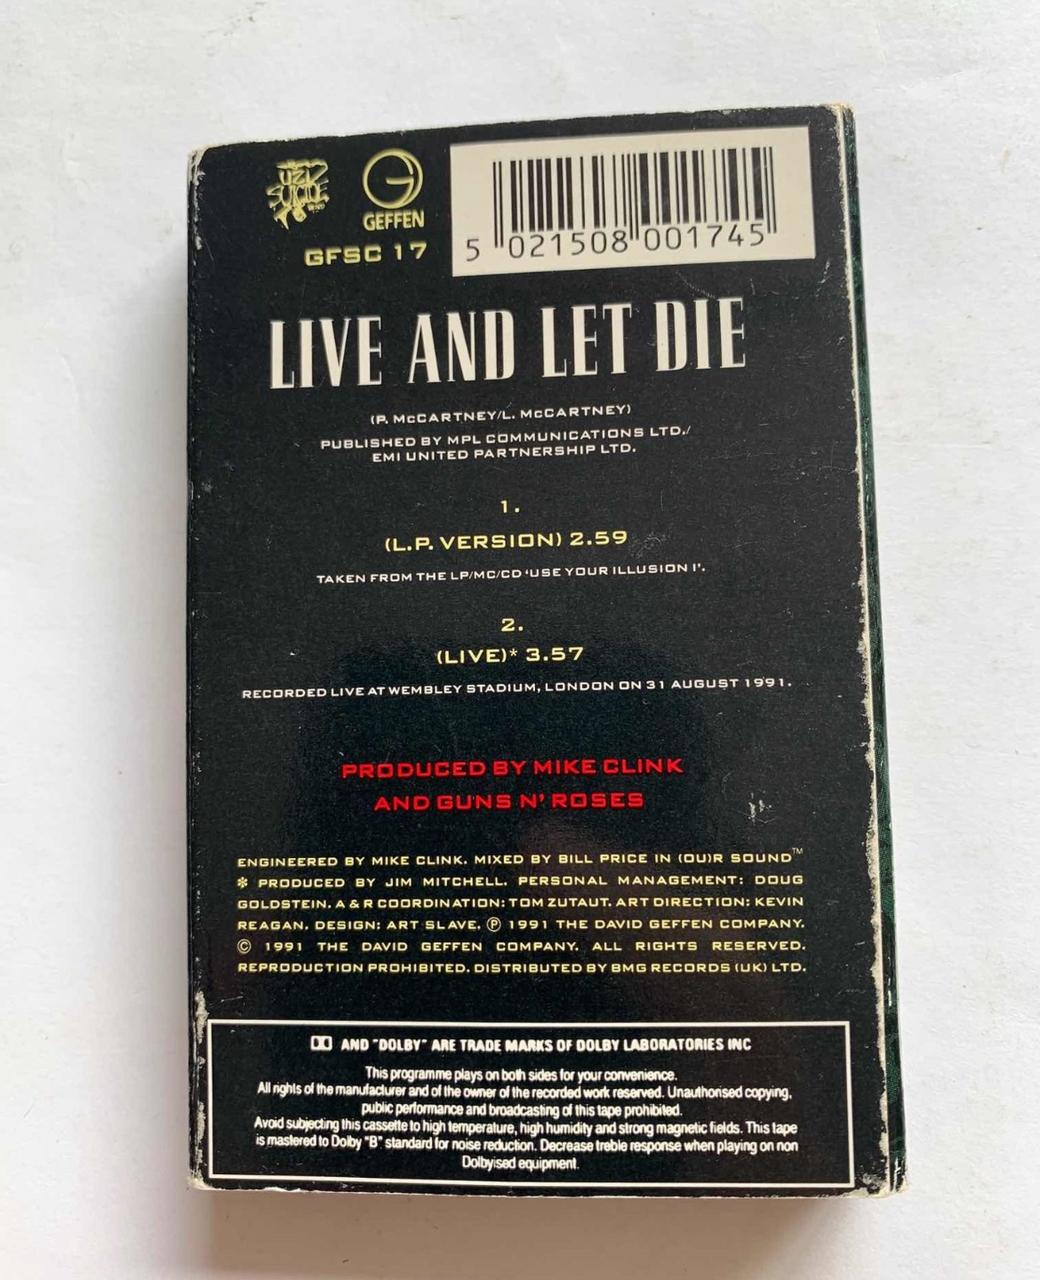 UZI
SUICIDE
GEFFEN
GFSC 17
5 021508 001745
LIVE AND LET DIE
(P. McCARTNEY/L. McCARTNEY)
PUBLISHED BY MPL COMMUNICATIONS LTD./
EMI UNITED PARTNERSHIP LTD.
1.
(L.P. VERSION) 2.59
TAKEN FROM THE LP/MC/CD 'USE YOUR ILLUSION I'.
2.
(LIVE)* 3.57
RECORDED LIVE AT WEMBLEY STADIUM, LONDON ON 31 AUGUST 1991.
PRODUCED BY MIKE CLINK
AND GUNS N' ROSES
ENGINEERED BY MIKE CLINK. MIXED BY BILL PRICE IN (OU)R SOUND™
* PRODUCED BY JIM MITCHELL. PERSONAL MANAGEMENT: DOUG
GOLDSTEIN. A & R COORDINATION: TOM ZUTAUT. ART DIRECTION: KEVIN
REAGAN. DESIGN: ART SLAVE. ℗ 1991 THE DAVID GEFFEN COMPANY.
© 1991 THE DAVID GEFFEN COMPANY. ALL RIGHTS RESERVED.
REPRODUCTION PROHIBITED. DISTRIBUTED BY BMG RECORDS (UK) LTD.
AND "DOLBY" ARE TRADE MARKS OF DOLBY LABORATORIES INC
This programme plays on both sides for your convenience.
All rights of the manufacturer and of the owner of the recorded work reserved. Unauthorised copying,
public performance and broadcasting of this tape prohibited.
Avoid subjecting this cassette to high temperature, high humidity and strong magnetic fields. This tape
is mastered to Dolby "B" standard for noise reduction. Decrease treble response when playing on non
Dolbyised equipment.